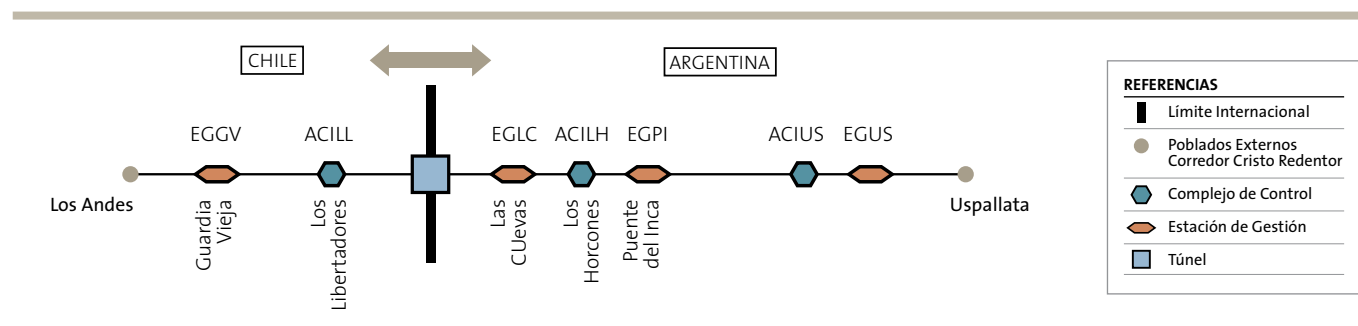 CHILE
ARGENTINA
EGGV
ACILL
EGLC
ACILH
EGPI
ACIUS
EGUS
Los Andes
Guardia
Vieja
Los
Libertadores
Las
CUevas
Los
Horcones
Puente
del Inca
Uspallata
REFERENCIAS
Límite Internacional
Poblados Externos
Corredor Cristo Redentor
Complejo de Control
Estación de Gestión
Túnel